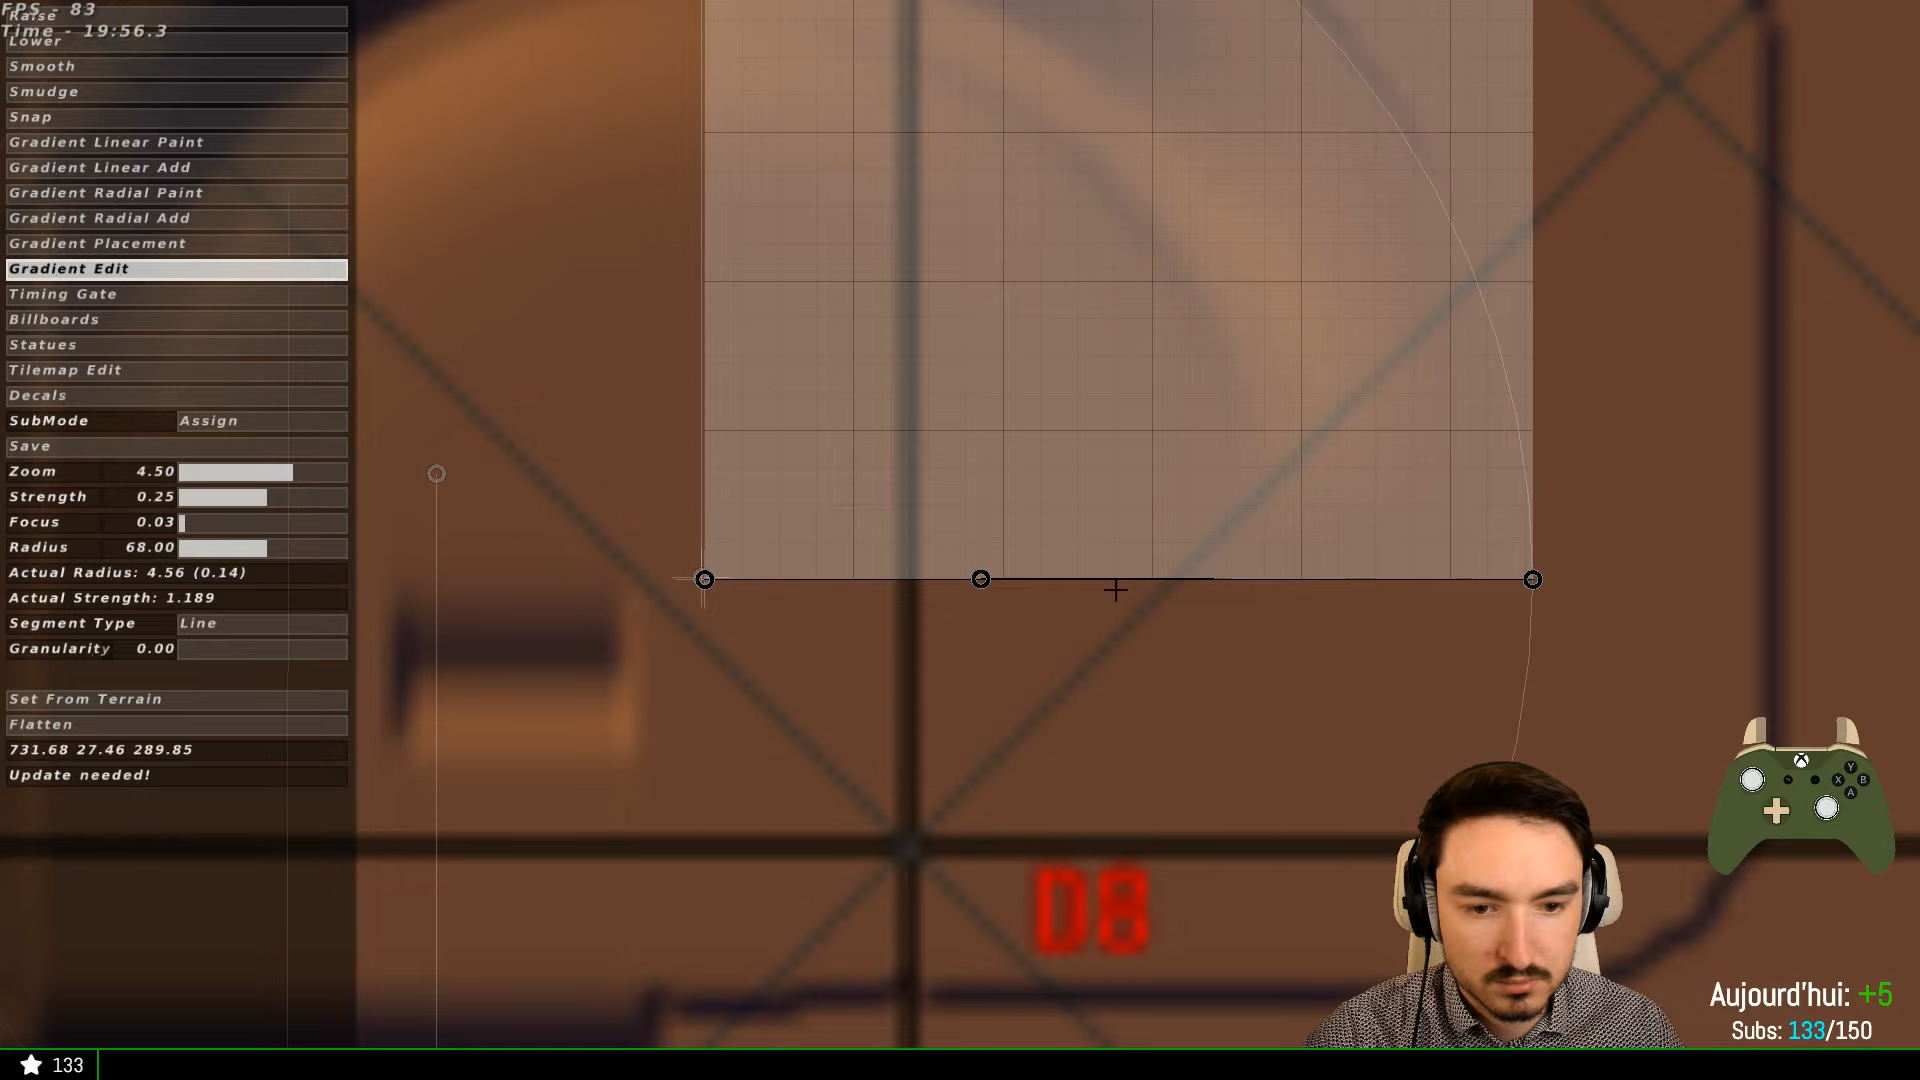 FPS - 83
Raise
Time - 19:56.3
Lower
Smooth
Smudge
Snap
Gradient Linear Paint
Gradient Linear Add
Gradient Radial Paint
Gradient Radial Add
Gradient Placement
Gradient Edit
Timing Gate
Billboards
Statues
Tilemap Edit
Decals
SubMode Assign
Save
Zoom 4.50
Strength 0.25
Focus 0.03
Radius 68.00
Actual Radius: 4.56 (0.14)
Actual Strength: 1.189
Segment Type Line
Granularity 0.00
Set From Terrain
Flatten
731.68 27.46 289.85
Update needed!
D8
Y
X B
A
Aujourd'hui: +5
Subs: 133/150
133